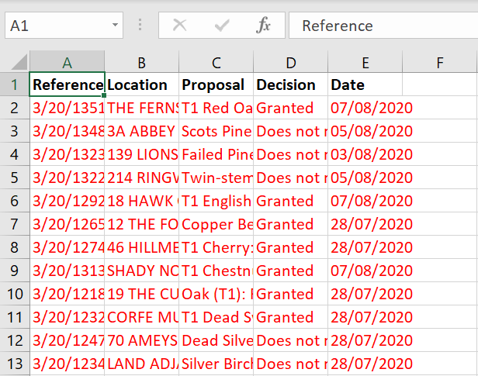 A1 fx Reference
A B C D E F
1 Reference Location Proposal Decision Date
2 3/20/1351 THE FERNS T1 Red Oa Granted 07/08/2020
3 3/20/1348 3A ABBEY Scots Pine Does not r 05/08/2020
4 3/20/1323 139 LIONS Failed Pine Does not r 03/08/2020
5 3/20/1322 214 RINGW Twin-stem Does not r 05/08/2020
6 3/20/1292 18 HAWK T1 English Granted 07/08/2020
7 3/20/1265 12 THE FO Copper Be Granted 28/07/2020
8 3/20/1274 46 HILLME T1 Cherry: Granted 28/07/2020
9 3/20/1313 SHADY NO T1 Chestn Granted 07/08/2020
10 3/20/1218 19 THE CU Oak (T1): Granted 28/07/2020
11 3/20/1232 CORFE MU T1 Dead Granted 28/07/2020
12 3/20/1247 70 AMEYS Dead Silve Does not r 28/07/2020
13 3/20/1234 LAND ADJ Silver Birc Does not r 28/07/2020